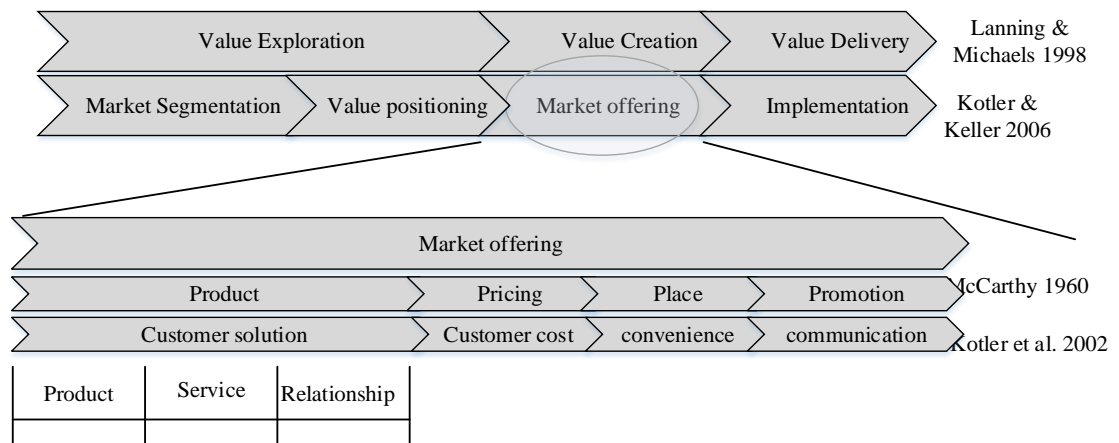 Value Exploration Value Creation Value Delivery Lanning &
Michaels 1998
Market Segmentation Value positioning Market offering Implementation Kotler &
Keller 2006
Market offering
Product Pricing Place Promotion McCarthy 1960
Customer solution Customer cost convenience communication Kotler et al. 2002
Product Service Relationship